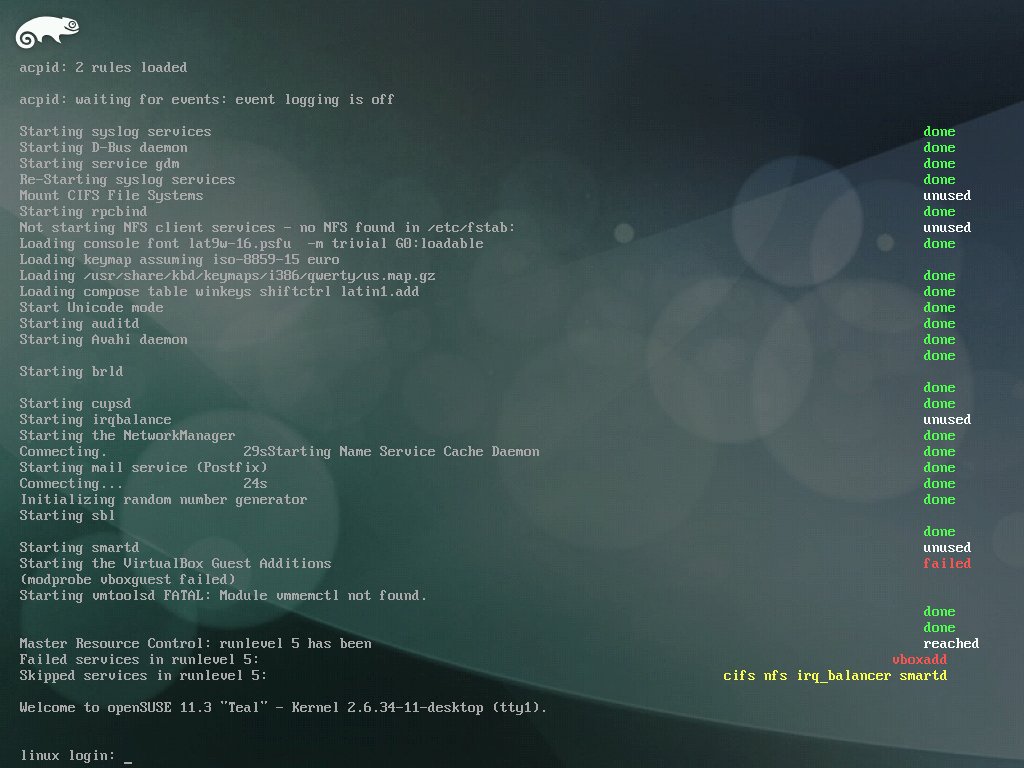 acpid: 2 rules loaded
acpid: waiting for events: event logging is off
Starting syslog services done
Starting D-Bus daemon done
Starting service gdm done
Re-Starting syslog services done
Mount CIFS File Systems unused
Starting rpcbind done
Not starting NFS client services - no NFS found in /etc/fstab: unused
Loading console font lat9w-16.psfu -m trivial G0:loadable done
Loading keymap assuming iso-8859-15 euro
Loading /usr/share/kbd/keymaps/i386/qwerty/us.map.gz done
Loading compose table winkeys shiftctrl latin1.add done
Start Unicode mode done
Starting auditd done
Starting Avahi daemon done
done
Starting brld
done
Starting cupsd done
Starting irqbalance unused
Starting the NetworkManager done
Connecting. 29sStarting Name Service Cache Daemon done
Starting mail service (Postfix) done
Connecting... 24s done
Initializing random number generator done
Starting sbl
done
Starting smartd unused
Starting the VirtualBox Guest Additions failed
(modprobe vboxguest failed)
Starting vmtoolsd FATAL: Module vmmemctl not found.
done
done
Master Resource Control: runlevel 5 has been reached
Failed services in runlevel 5: vboxadd
Skipped services in runlevel 5: cifs nfs irq_balancer smartd
Welcome to openSUSE 11.3 "Teal" - Kernel 2.6.34-11-desktop (tty1).
linux login: _